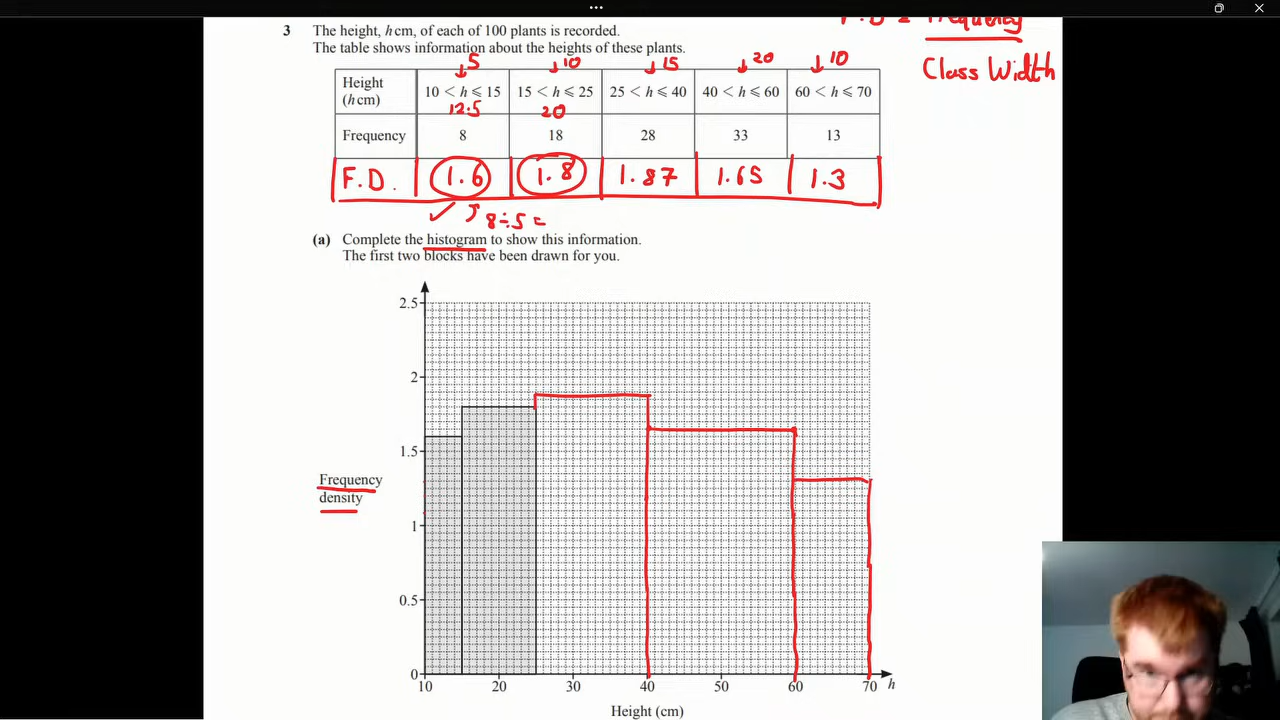 3 The height, h cm, of each of 100 plants is recorded.
F.D = Frequency
The table shows information about the heights of these plants.
Class Width
5 10 15 20 10
Height (h cm) 10 < h ⩽ 15 15 < h ⩽ 25 25 < h ⩽ 40 40 < h ⩽ 60 60 < h ⩽ 70
12.5 20
Frequency 8 18 28 33 13
F.D. 1.6 1.8 1.87 1.65 1.3
8÷5 =
(a) Complete the histogram to show this information.
The first two blocks have been drawn for you.
2.5
2
1.5
Frequency
density
1
0.5
0
10 20 30 40 50 60 70 h
Height (cm)